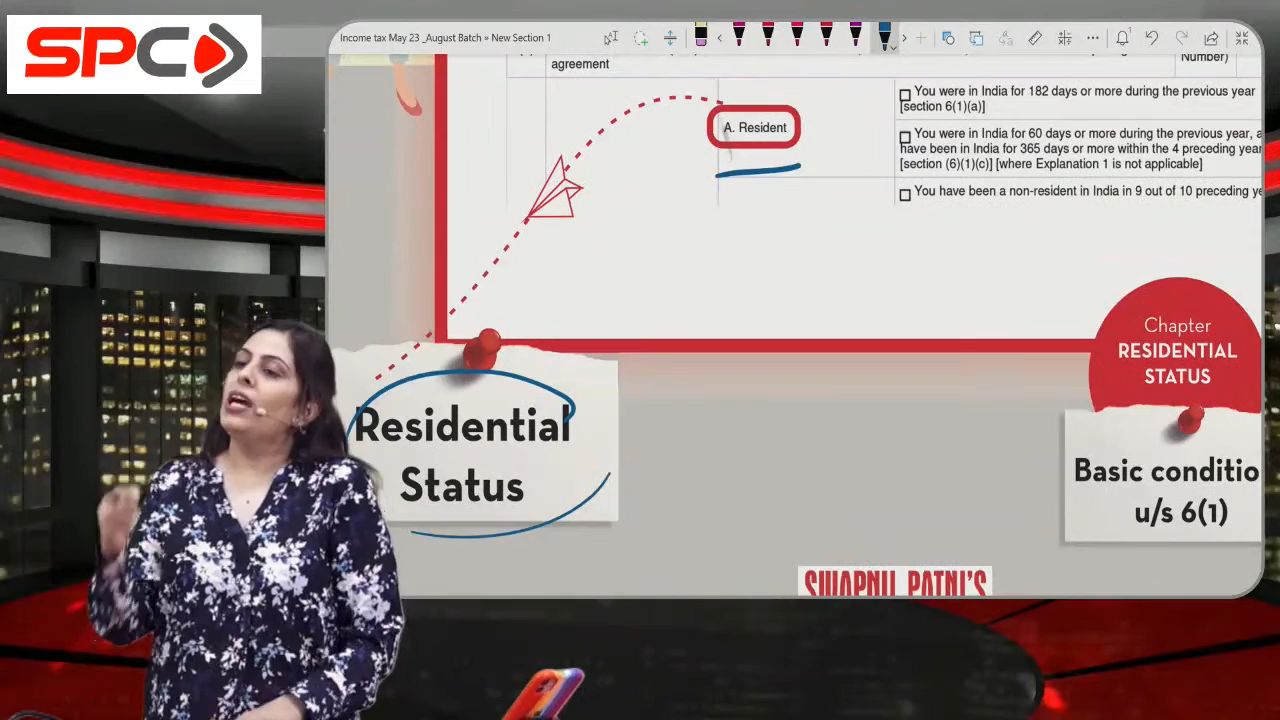 SPC
Income tax May 23 _August Batch » New Section 1
agreement
Number)
A. Resident
You were in India for 182 days or more during the previous year
[section 6(1)(a)]
You were in India for 60 days or more during the previous year, a
have been in India for 365 days or more within the 4 preceding year
[section (6)(1)(c)] [where Explanation 1 is not applicable]
You have been a non-resident in India in 9 out of 10 preceding ye
Chapter
RESIDENTIAL
STATUS
Residential
Status
Basic conditio
u/s 6(1)
SWAPNIL PATNI'S